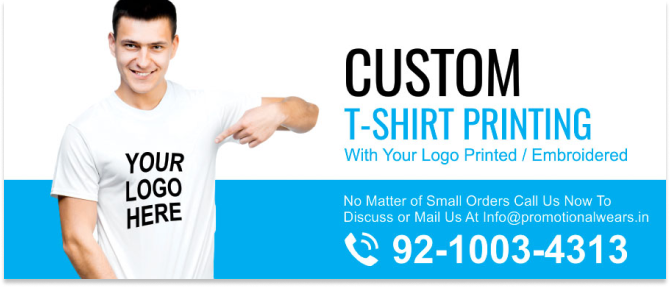 YOUR
LOGO
HERE
CUSTOM
T-SHIRT PRINTING
With Your Logo Printed / Embroidered
No Matter of Small Orders Call Us Now To
Discuss or Mail Us At Info@promotionalwears.in
92-1003-4313